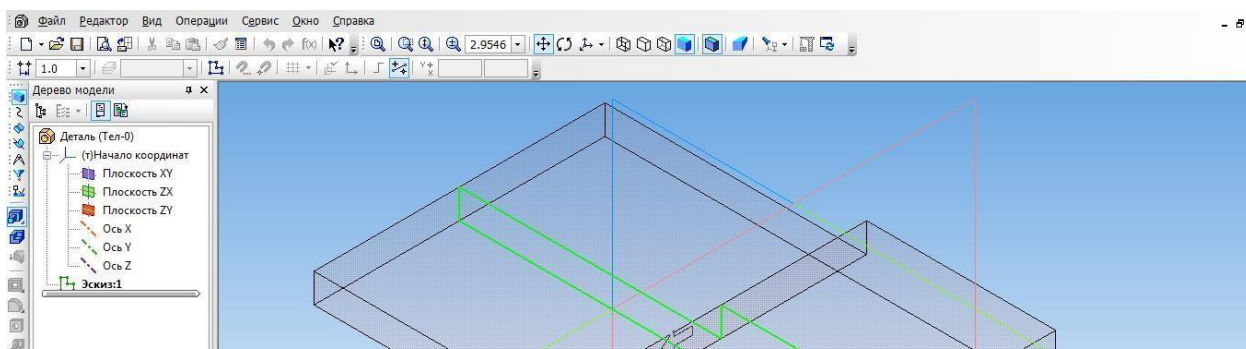 Файл Редактор Вид Операции Сервис Окно Справка
f(x) 2.9546
1.0
Дерево модели
Деталь (Тел-0)
(т)Начало координат
Плоскость XY
Плоскость ZX
Плоскость ZY
Ось X
Ось Y
Ось Z
Эскиз:1